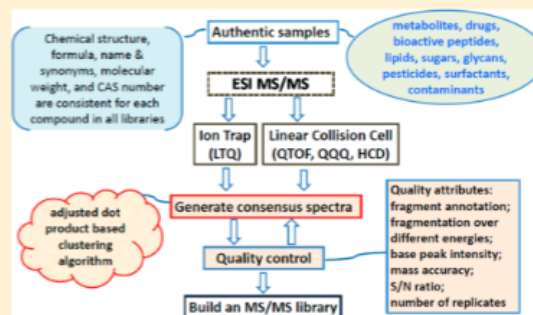 Chemical structure,
formula, name &
synonyms, molecular
weight, and CAS number
are consistent for each
compound in all libraries
Authentic samples
metabolites, drugs,
bioactive peptides,
lipids, sugars, glycans,
pesticides, surfactants,
contaminants
ESI MS/MS
Ion Trap
(LTQ)
Linear Collision Cell
(QTOF, QQQ, HCD)
adjusted dot
product based
clustering
algorithm
Generate consensus spectra
Quality control
Quality attributes:
fragment annotation;
fragmentation over
different energies;
base peak intensity;
mass accuracy;
S/N ratio;
number of replicates
Build an MS/MS library